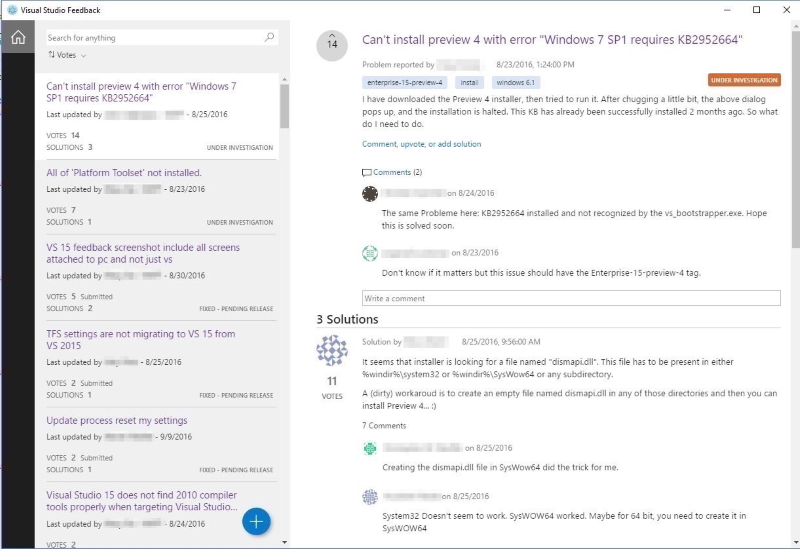 Visual Studio Feedback
Search for anything
Votes
Can't install preview 4 with error "Windows 7
SP1 requires KB2952664"
Last updated by - 8/25/2016
VOTES 14
SOLUTIONS 3 UNDER INVESTIGATION
All of 'Platform Toolset' not installed.
Last updated by - 8/23/2016
VOTES 7
SOLUTIONS 1 UNDER INVESTIGATION
VS 15 feedback screenshot include all screens
attached to pc and not just vs
Last updated by - 8/30/2016
VOTES 5 Submitted
SOLUTIONS 2 FIXED - PENDING RELEASE
TFS settings are not migrating to VS 15 from
VS 2015
Last updated by - 8/25/2016
VOTES 2 Submitted
SOLUTIONS 1 FIXED - PENDING RELEASE
Update process reset my settings
Last updated by - 9/9/2016
VOTES 2 Submitted
SOLUTIONS 1 FIXED - PENDING RELEASE
Visual Studio 15 does not find 2010 compiler
tools properly when targeting Visual Studio...
Last updated by - 8/24/2016
VOTES 2
14
Can't install preview 4 with error "Windows 7 SP1 requires KB2952664"
Problem reported by 8/23/2016, 1:24:00 PM
enterprise-15-preview-4 install windows 6.1
UNDER INVESTIGATION
I have downloaded the Preview 4 installer, then tried to run it. After chugging a little bit, the above dialog
pops up, and the installation is halted. This KB has already been successfully installed 2 months ago. So what
do I need to do.
Comment, upvote, or add solution
Comments (2)
on 8/24/2016
The same Probleme here: KB2952664 installed and not recognized by the vs_bootstrapper.exe. Hope
this is solved soon.
on 8/23/2016
Don't know if it matters but this issue should have the Enterprise-15-preview-4 tag.
Write a comment
3 Solutions
Solution by 8/25/2016, 9:56:00 AM
11
VOTES
It seems that installer is looking for a file named "dismapi.dll". This file has to be present in either
%windir%\system32 or %windir%\SysWow64 or any subdirectory.
A (dirty) workaroud is to create an empty file named dismapi.dll in any of those directories and then you can
install Preview 4... :)
7 Comments
on 8/25/2016
Creating the dismapi.dll file in SysWow64 did the trick for me.
on 8/25/2016
System32 Doesn't seem to work. SysWOW64 worked. Maybe for 64 bit, you need to create it in
SysWOW64